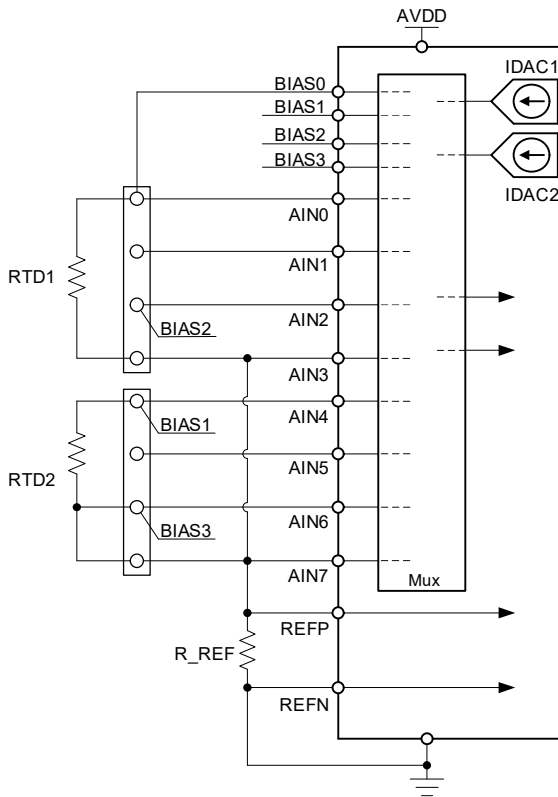 AVDD
IDAC1
BIAS0
BIAS1
BIAS2
BIAS3
IDAC2
AIN0
AIN1
RTD1
AIN2
BIAS2
AIN3
AIN4
BIAS1
AIN5
RTD2
AIN6
BIAS3
AIN7
Mux
REFP
R_REF
REFN